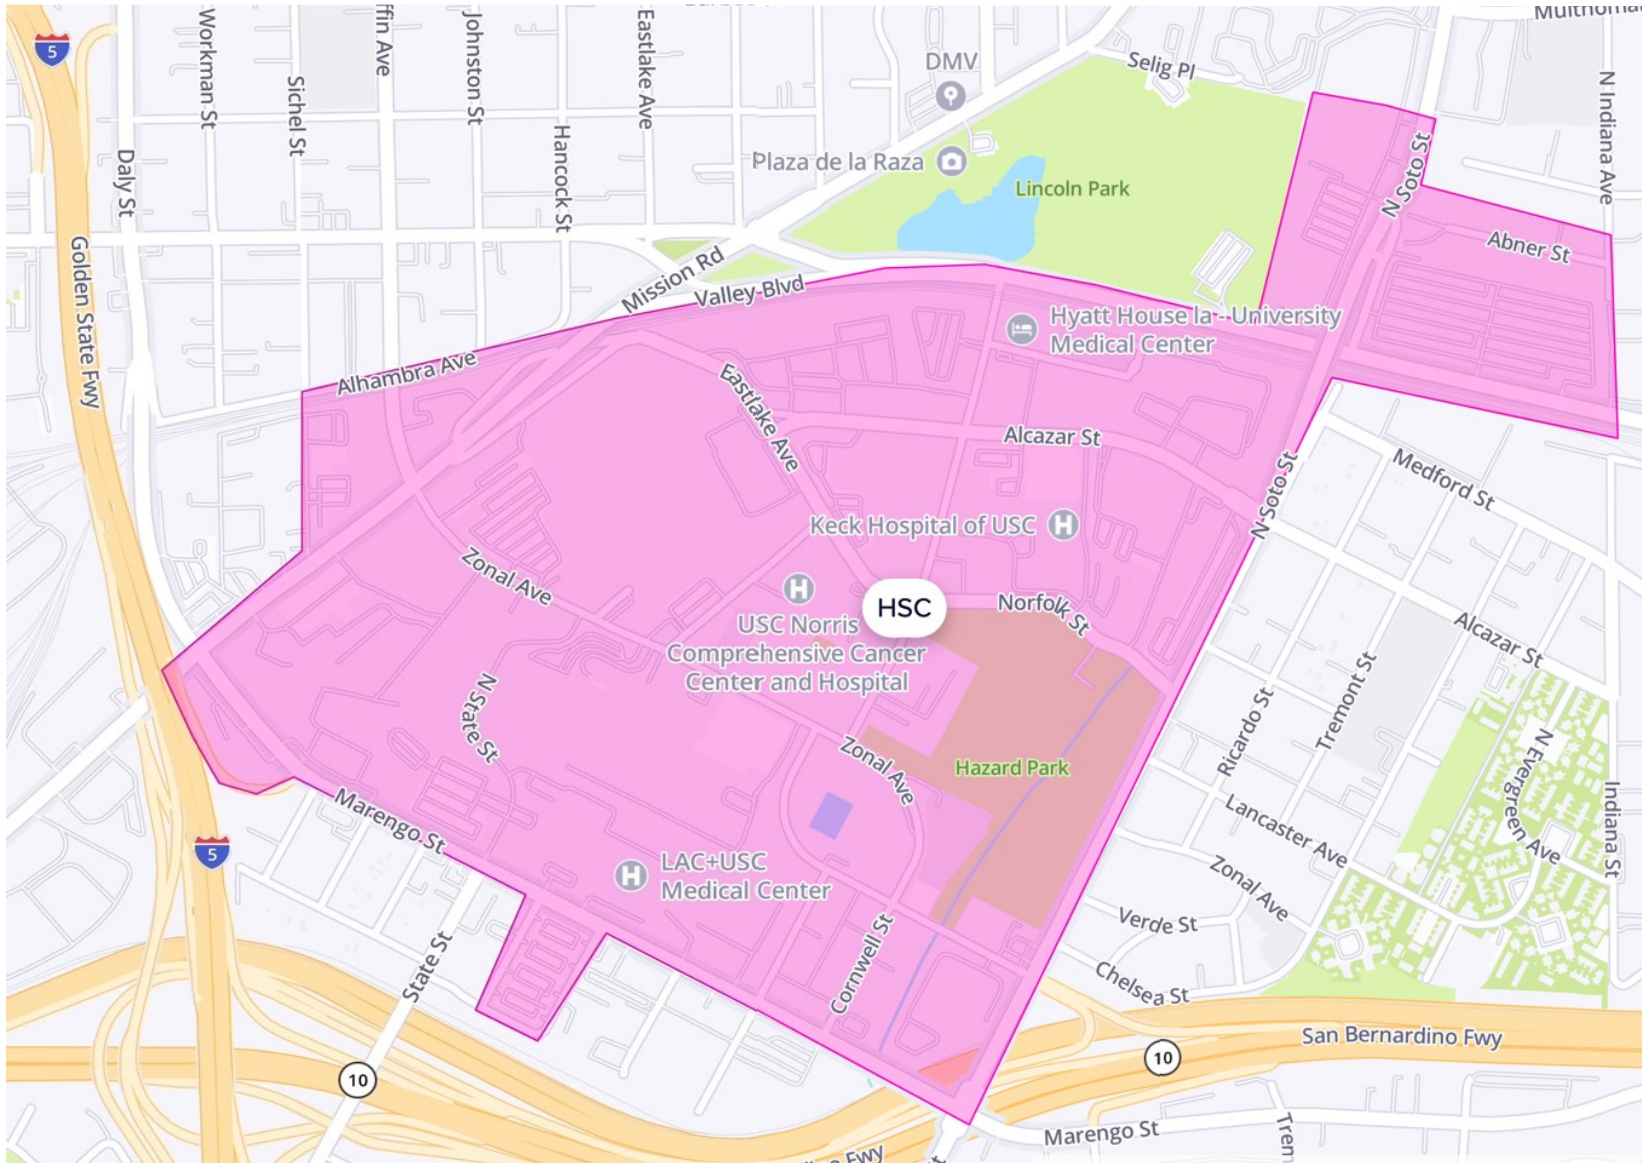 Multnoma
5
Workman St
ffin Ave
Johnston St
Eastlake Ave
DMV
Selig Pl
N Indiana Ave
Sichel St
Hancock St
Daly St
Plaza de la Raza
Lincoln Park
N Soto St
Abner St
Golden State Fwy
Mission Rd
Valley Blvd
Hyatt House la - University
Medical Center
Alhambra Ave
Eastlake Ave
Alcazar St
N Soto St
Medford St
Keck Hospital of USC
H
Zonal Ave
H
HSC
Norfolk St
USC Norris
Comprehensive Cancer
Center and Hospital
Alcazar St
N State St
Tremont St
Ricardo St
N Evergreen Ave
Zonal Ave
Hazard Park
Indiana St
Marengo St
Lancaster Ave
5
H
LAC+USC
Medical Center
Zonal Ave
Verde St
State St
Cornwell St
Chelsea St
San Bernardino Fwy
10
10
Marengo St
Trem
Fwy